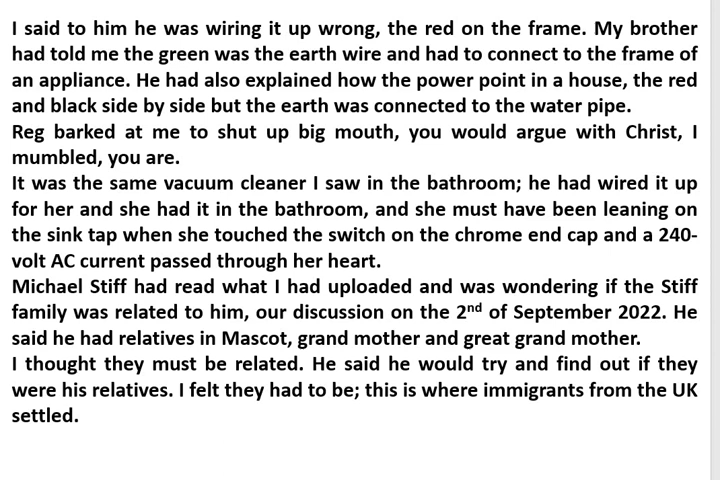 I said to him he was wiring it up wrong, the red on the frame. My brother
had told me the green was the earth wire and had to connect to the frame of
an appliance. He had also explained how the power point in a house, the red
and black side by side but the earth was connected to the water pipe.
Reg barked at me to shut up big mouth, you would argue with Christ, I
mumbled, you are.
It was the same vacuum cleaner I saw in the bathroom; he had wired it up
for her and she had it in the bathroom, and she must have been leaning on
the sink tap when she touched the switch on the chrome end cap and a 240-
volt AC current passed through her heart.
Michael Stiff had read what I had uploaded and was wondering if the Stiff
family was related to him, our discussion on the 2nd of September 2022. He
said he had relatives in Mascot, grand mother and great grand mother.
I thought they must be related. He said he would try and find out if they
were his relatives. I felt they had to be; this is where immigrants from the UK
settled.